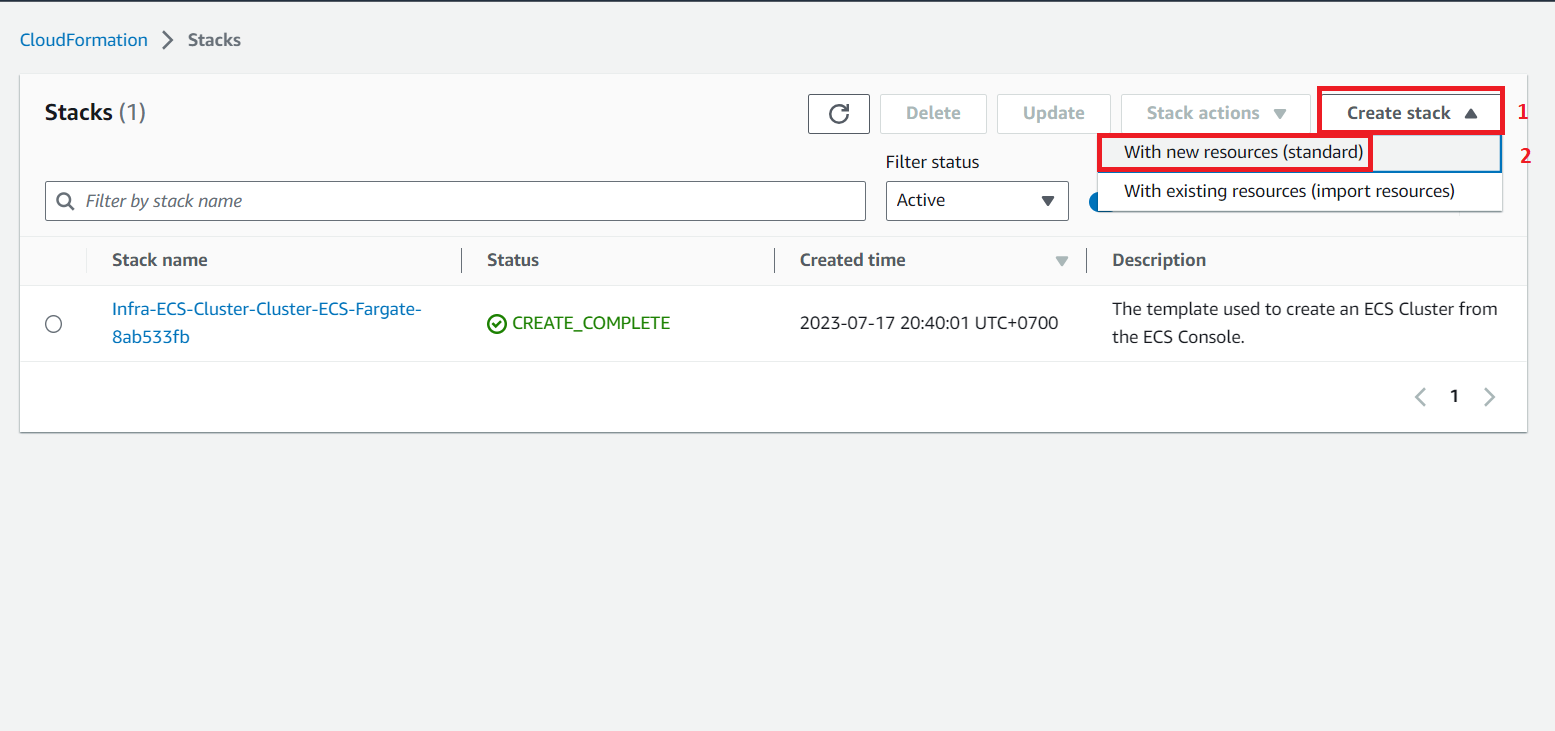 CloudFormation > Stacks
Stacks (1)
Delete
Update
Stack actions
Create stack
1
With new resources (standard)
2
With existing resources (import resources)
Filter status
Filter by stack name
Active
Stack name
Status
Created time
Description
Infra-ECS-Cluster-Cluster-ECS-Fargate-
8ab533fb
CREATE_COMPLETE
2023-07-17 20:40:01 UTC+0700
The template used to create an ECS Cluster from
the ECS Console.
1